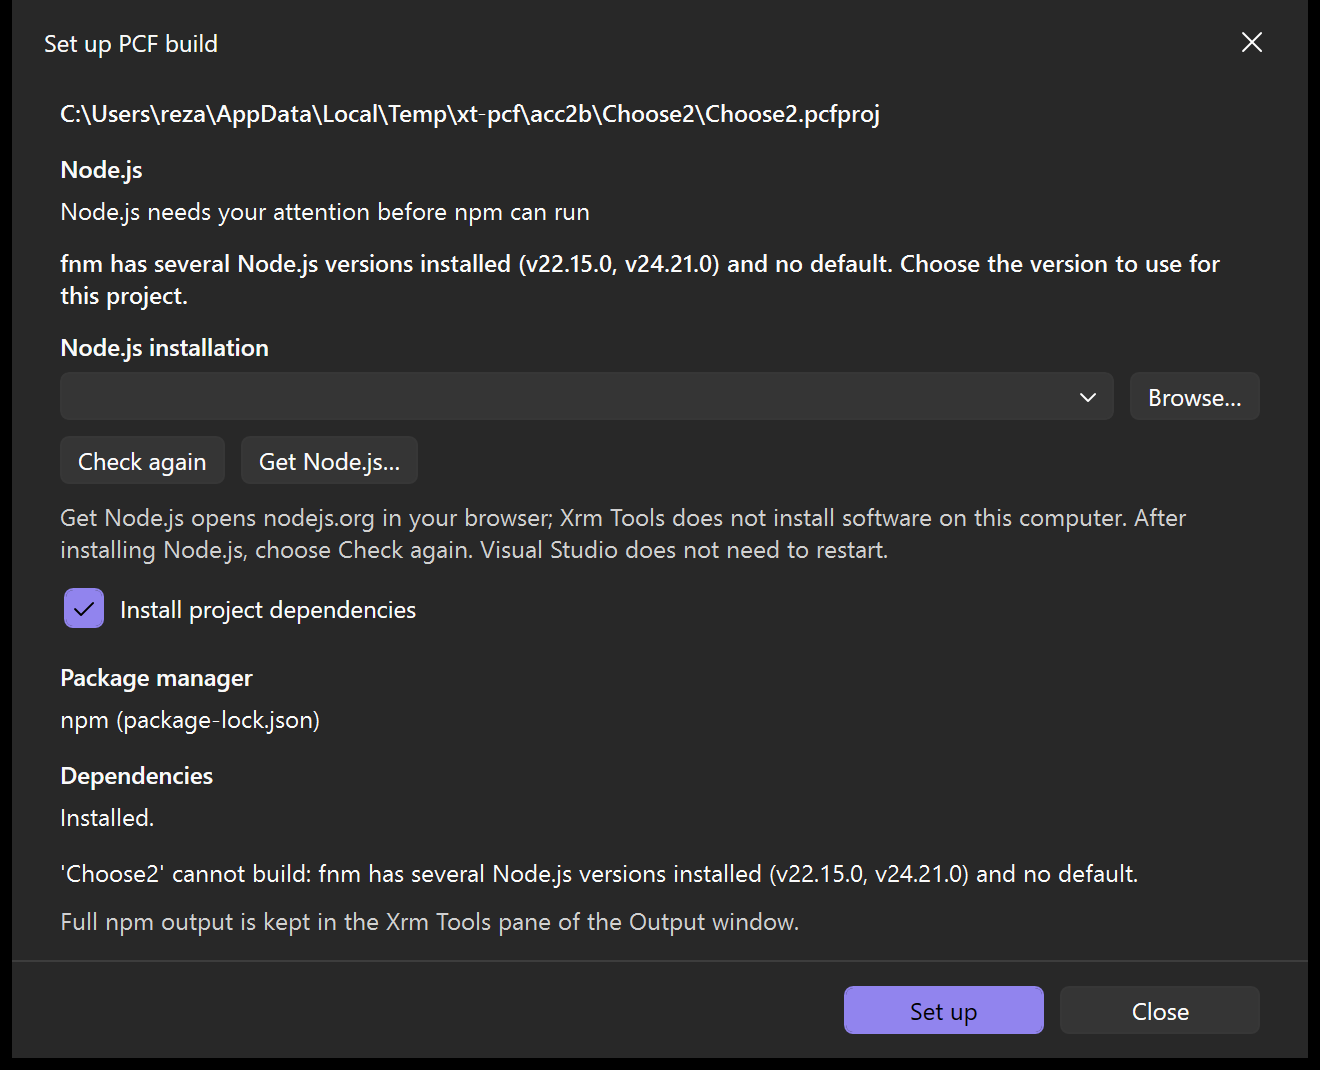 Set up PCF build
C:\Users\reza\AppData\Local\Temp\xt-pcf\acc2b\Choose2\Choose2.pcfproj
Node.js
Node.js needs your attention before npm can run
fnm has several Node.js versions installed (v22.15.0, v24.21.0) and no default. Choose the version to use for
this project.
Node.js installation
Browse...
Check again
Get Node.js...
Get Node.js opens nodejs.org in your browser; Xrm Tools does not install software on this computer. After
installing Node.js, choose Check again. Visual Studio does not need to restart.
Install project dependencies
Package manager
npm (package-lock.json)
Dependencies
Installed.
'Choose2' cannot build: fnm has several Node.js versions installed (v22.15.0, v24.21.0) and no default.
Full npm output is kept in the Xrm Tools pane of the Output window.
Set up
Close